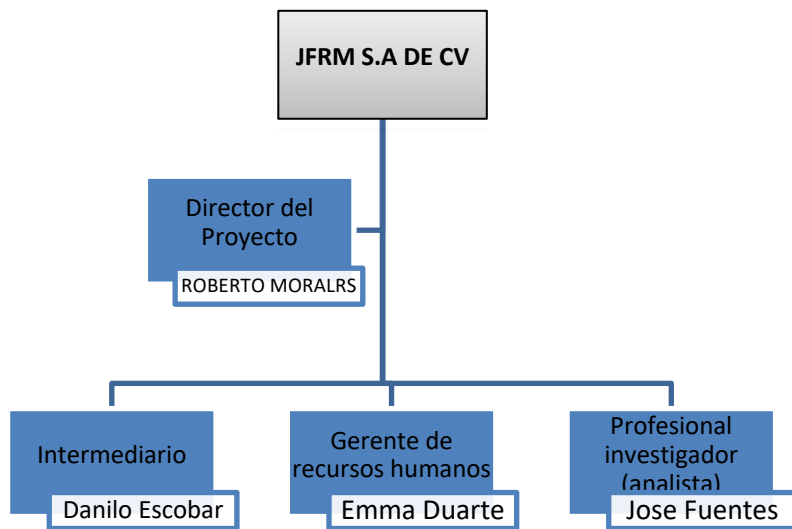 JFRM S.A DE CV
Director del
Proyecto
ROBERTO MORALRS
Intermediario
Danilo Escobar
Gerente de
recursos humanos
Emma Duarte
Profesional
investigador
(analista)
Jose Fuentes